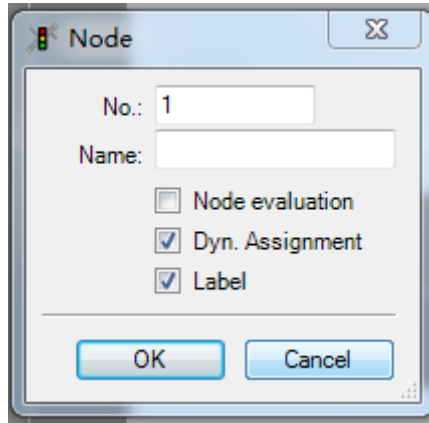 Node
No.: 1
Name:
Node evaluation
Dyn. Assignment
Label
OK Cancel